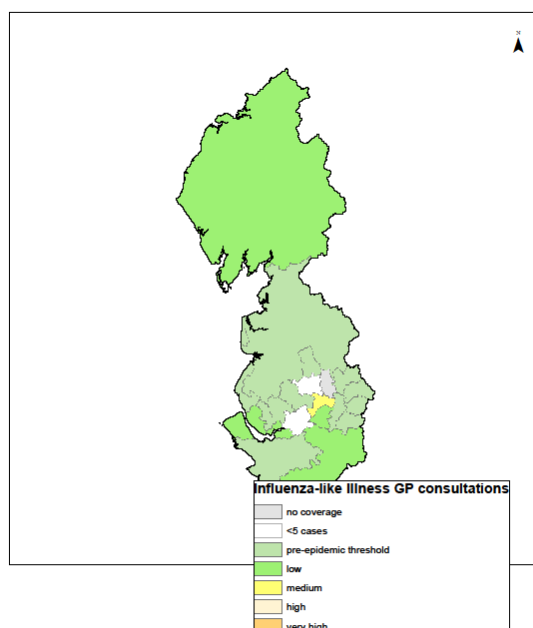 N
Influenza-like Illness GP consultations
no coverage
<5 cases
pre-epidemic threshold
low
medium
high
very high